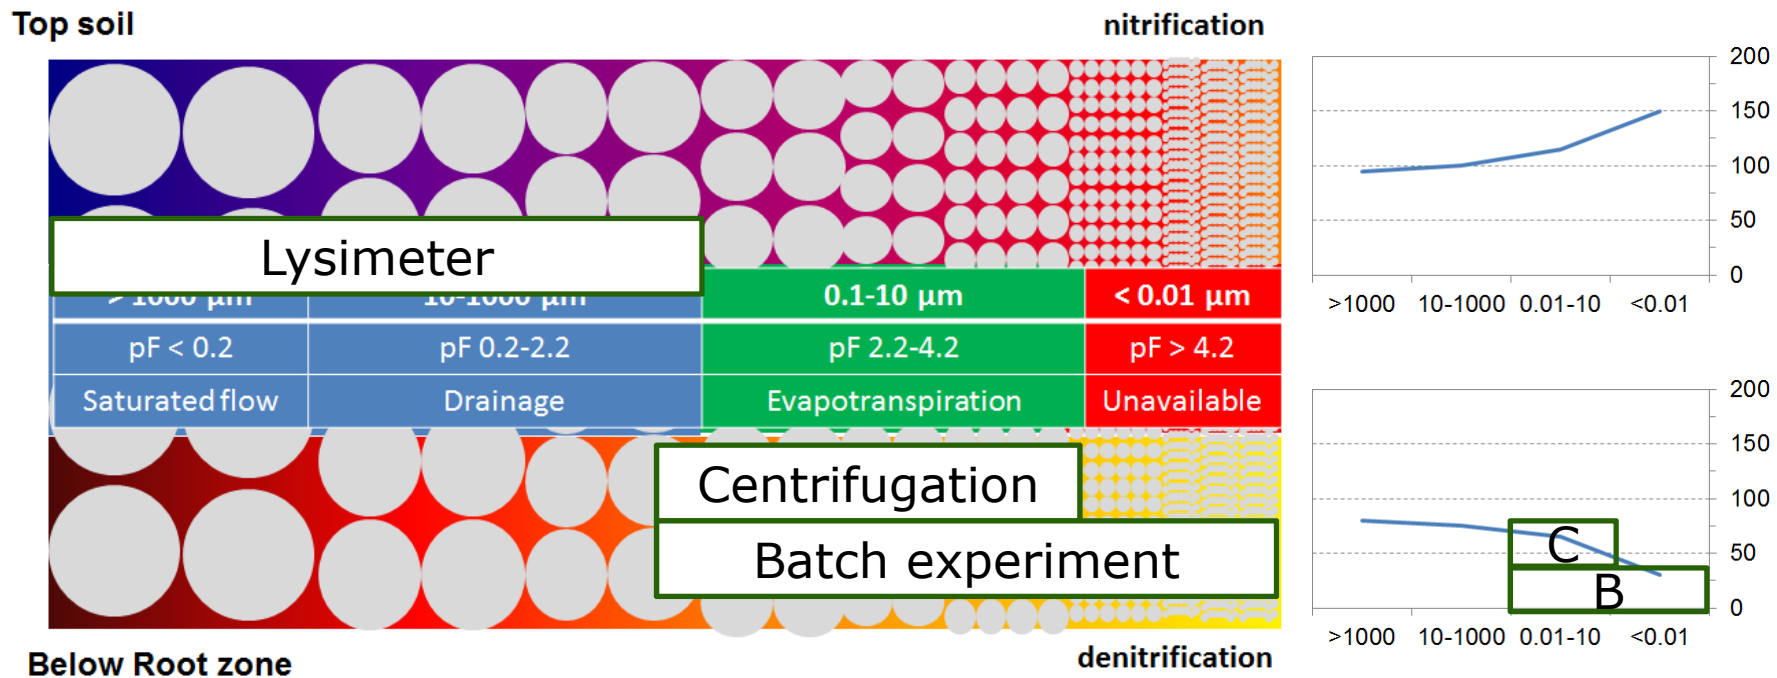 Top soil
nitrification
Lysimeter
> 1000 µm
10-1000 µm
0.1-10 µm
< 0.01 µm
pF < 0.2
pF 0.2-2.2
pF 2.2-4.2
pF > 4.2
Saturated flow
Drainage
Evapotranspiration
Unavailable
Centrifugation
Batch experiment
Below Root zone
denitrification
200
150
100
50
0
>1000
10-1000
0.01-10
<0.01
200
150
100
50
0
C
B
>1000
10-1000
0.01-10
<0.01